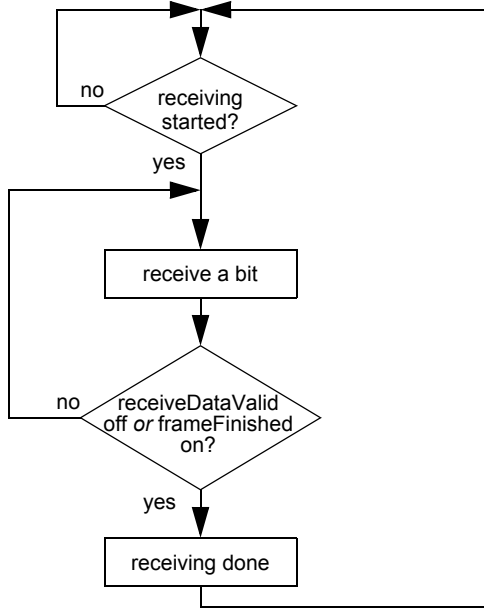 no
receiving
started?
yes
receive a bit
no
receiveDataValid
off or frameFinished
on?
yes
receiving done